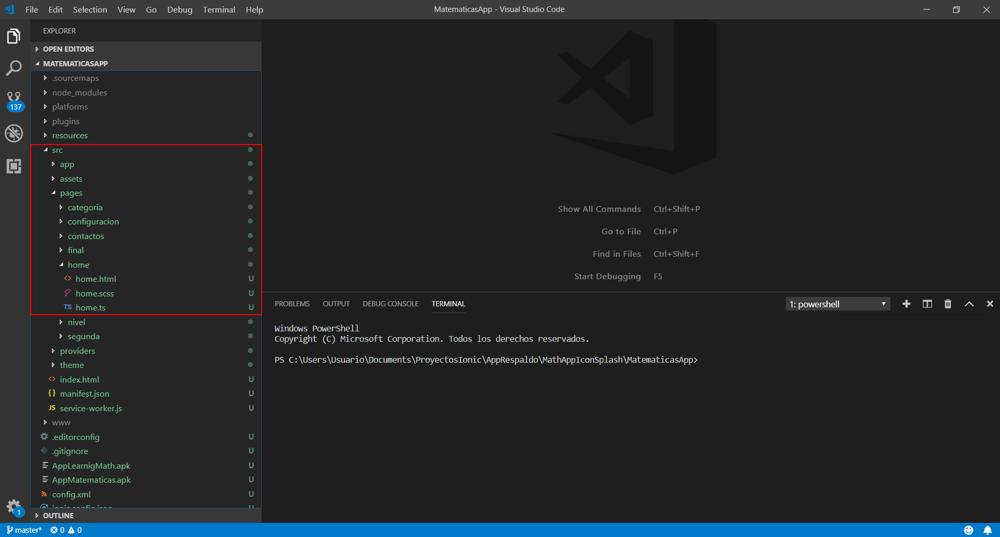 File Edit Selection View Go Debug Terminal Help
MatematicasApp - Visual Studio Code
EXPLORER
OPEN EDITORS
MATEMATICASAPP
.sourcemaps
node_modules
platforms
plugins
resources
src
app
assets
pages
categoria
configuracion
contactos
final
home
home.html U
home.scss U
TS home.ts U
nivel
segunda
providers
theme
index.html U
{} manifest.json U
JS service-worker.js U
www
.editorconfig U
.gitignore U
AppLearnigMath.apk U
AppMatematicas.apk U
config.xml U
ionic.config.json U
OUTLINE
137
1
Show All Commands Ctrl+Shift+P
Go to File Ctrl+P
Find in Files Ctrl+Shift+F
Start Debugging F5
PROBLEMS OUTPUT DEBUG CONSOLE TERMINAL
1: powershell
Windows PowerShell
Copyright (C) Microsoft Corporation. Todos los derechos reservados.
PS C:\Users\Usuario\Documents\ProyectosIonic\AppRespaldo\MathAppIconSplash\MatematicasApp>
master* 0 0